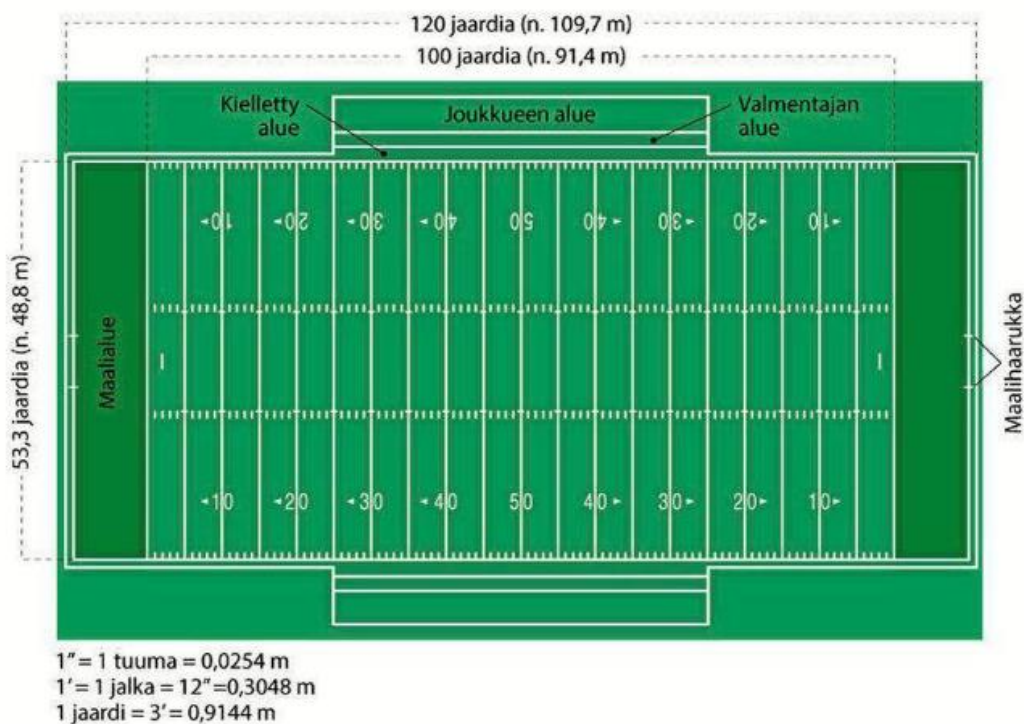 120 jaardia (n. 109,7 m)
100 jaardia (n. 91,4 m)
Kielletty
alue
Joukkueen alue
Valmentajan
alue
10 20 30 40 50 40 30 20 10
53,3 jaardia (n. 48,8 m)
Maalialue
Maalihaarukka
10 20 30 40 50 40 30 20 10
1" = 1 tuuma = 0,0254 m
1' = 1 jalka = 12"=0,3048 m
1 jaardi = 3' = 0,9144 m